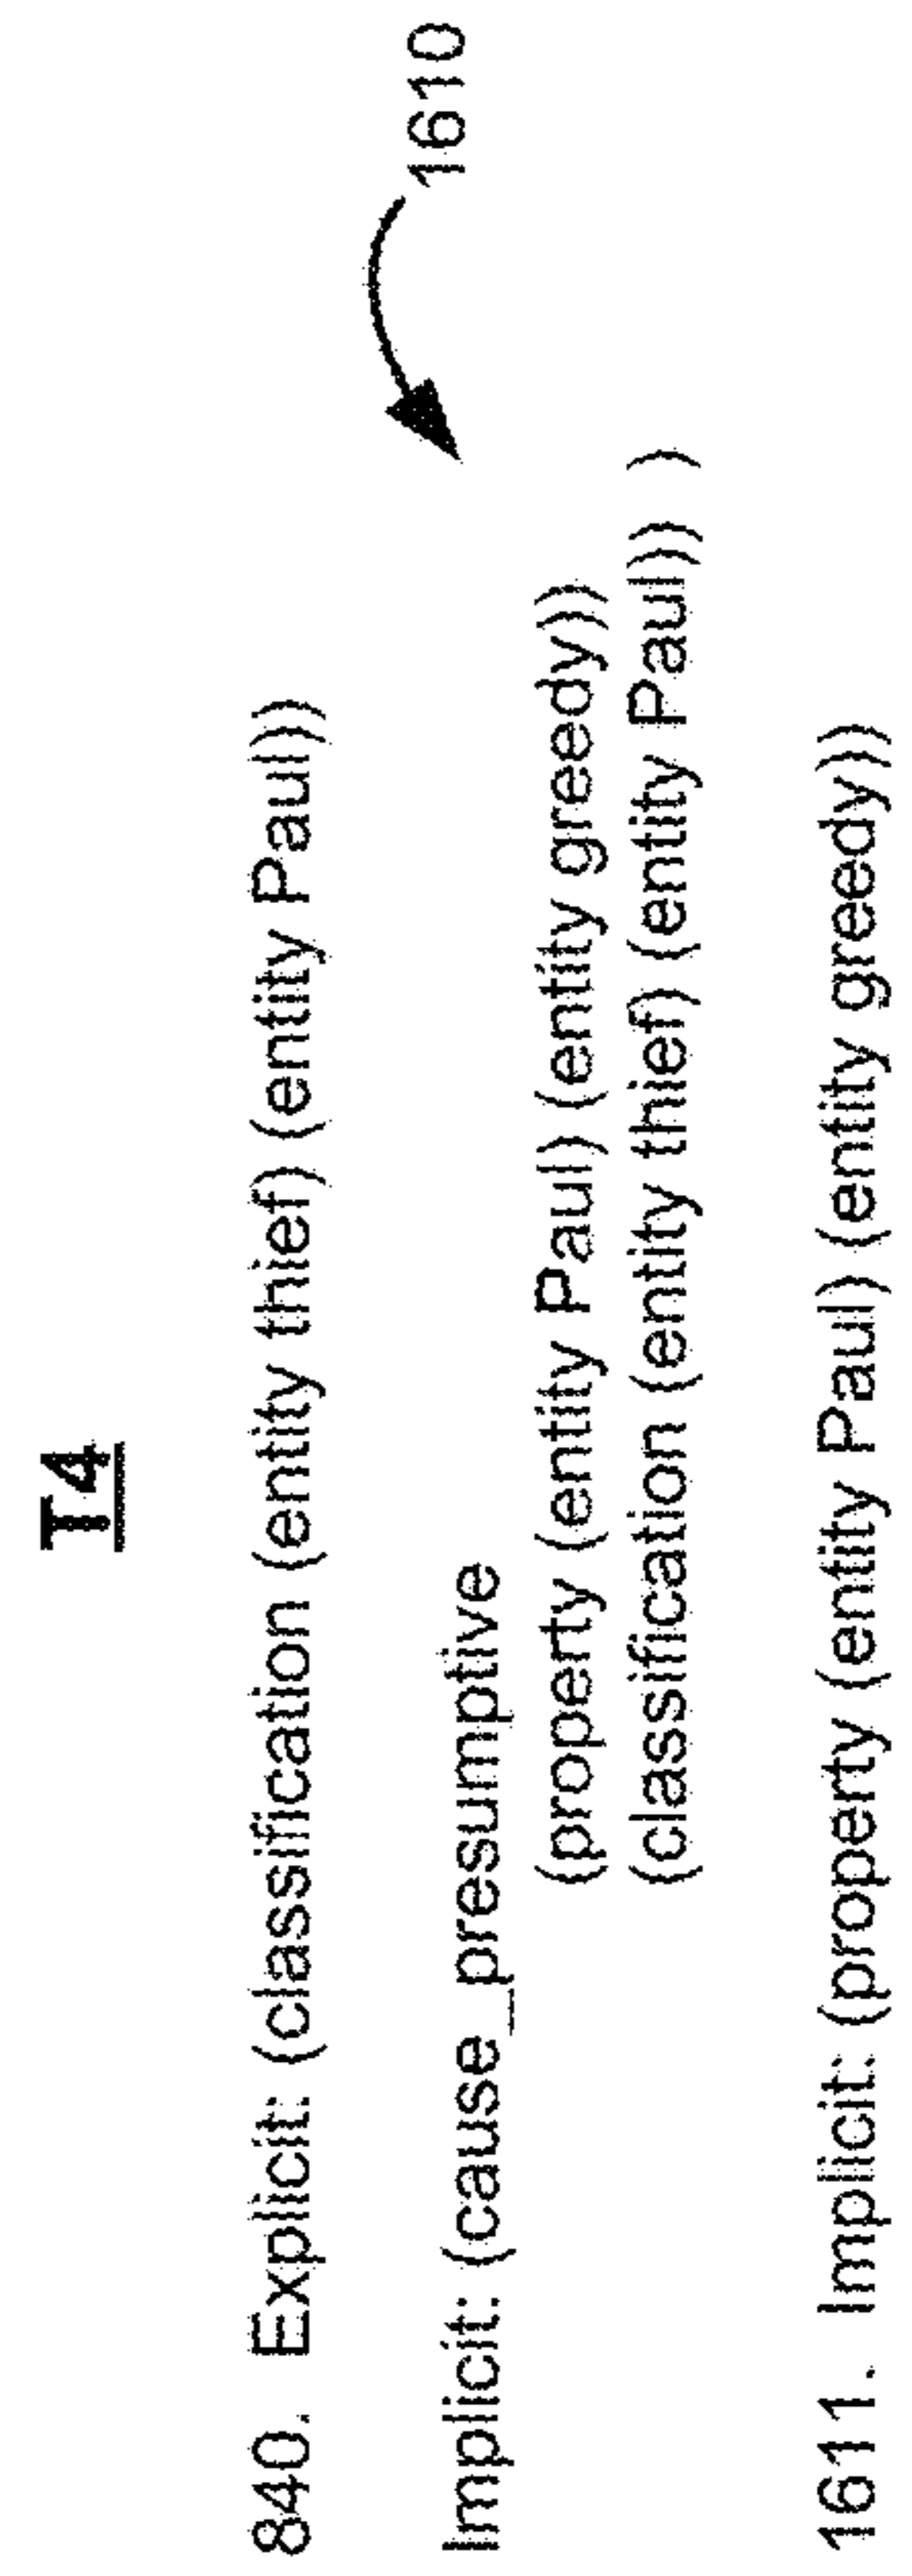 T4
840. Explicit: (classification (entity thief) (entity Paul))
1610
Implicit: (cause_presumptive
(property (entity Paul) (entity greedy))
(classification (entity thief) (entity Paul)) )
1611. Implicit: (property (entity Paul) (entity greedy)))